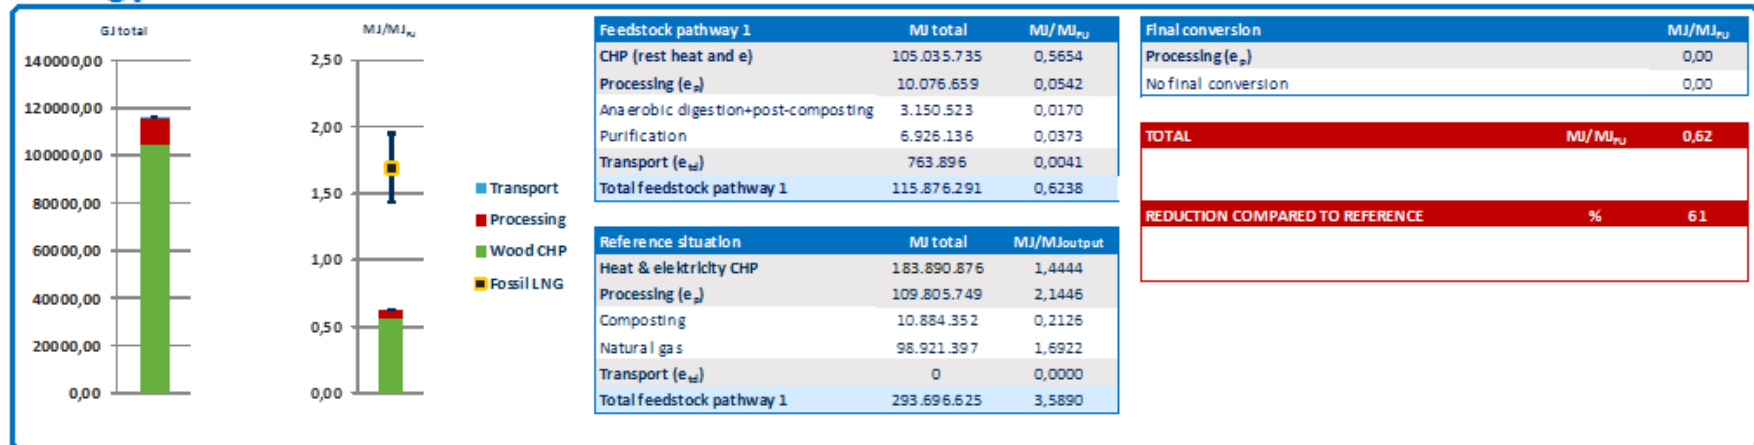 GJ total
140000,00
120000,00
100000,00
80000,00
60000,00
40000,00
20000,00
0,00
MJ/MJFU
2,50
2,00
1,50
1,00
0,50
0,00
Transport
Processing
Wood CHP
Fossil LNG
Feedstock pathway 1 MJ total MJ/MJFU
CHP (rest heat and e) 105.035.735 0,5654
Processing (ep) 10.076.659 0,0542
Anaerobic digestion+post-composting 3.150.523 0,0170
Purification 6.926.136 0,0373
Transport (etd) 763.896 0,0041
Total feedstock pathway 1 115.876.291 0,6238
Reference situation MJ total MJ/MJoutput
Heat & elektricity CHP 183.890.876 1,4444
Processing (ep) 109.805.749 2,1446
Composting 10.884.352 0,2126
Natural gas 98.921.397 1,6922
Transport (etd) 0 0,0000
Total feedstock pathway 1 293.696.625 3,5890
Final conversion MJ/MJFU
Processing (ep) 0,00
No final conversion 0,00
TOTAL MJ/MJFU 0,62
REDUCTION COMPARED TO REFERENCE % 61